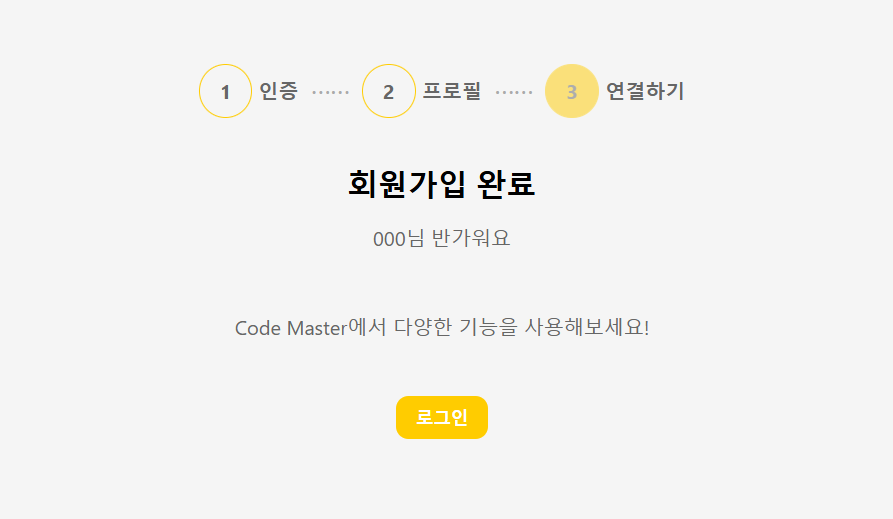 1 인증 ...... 2 프로필 ...... 3 연결하기
회원가입 완료
000님 반가워요
Code Master에서 다양한 기능을 사용해보세요!
로그인